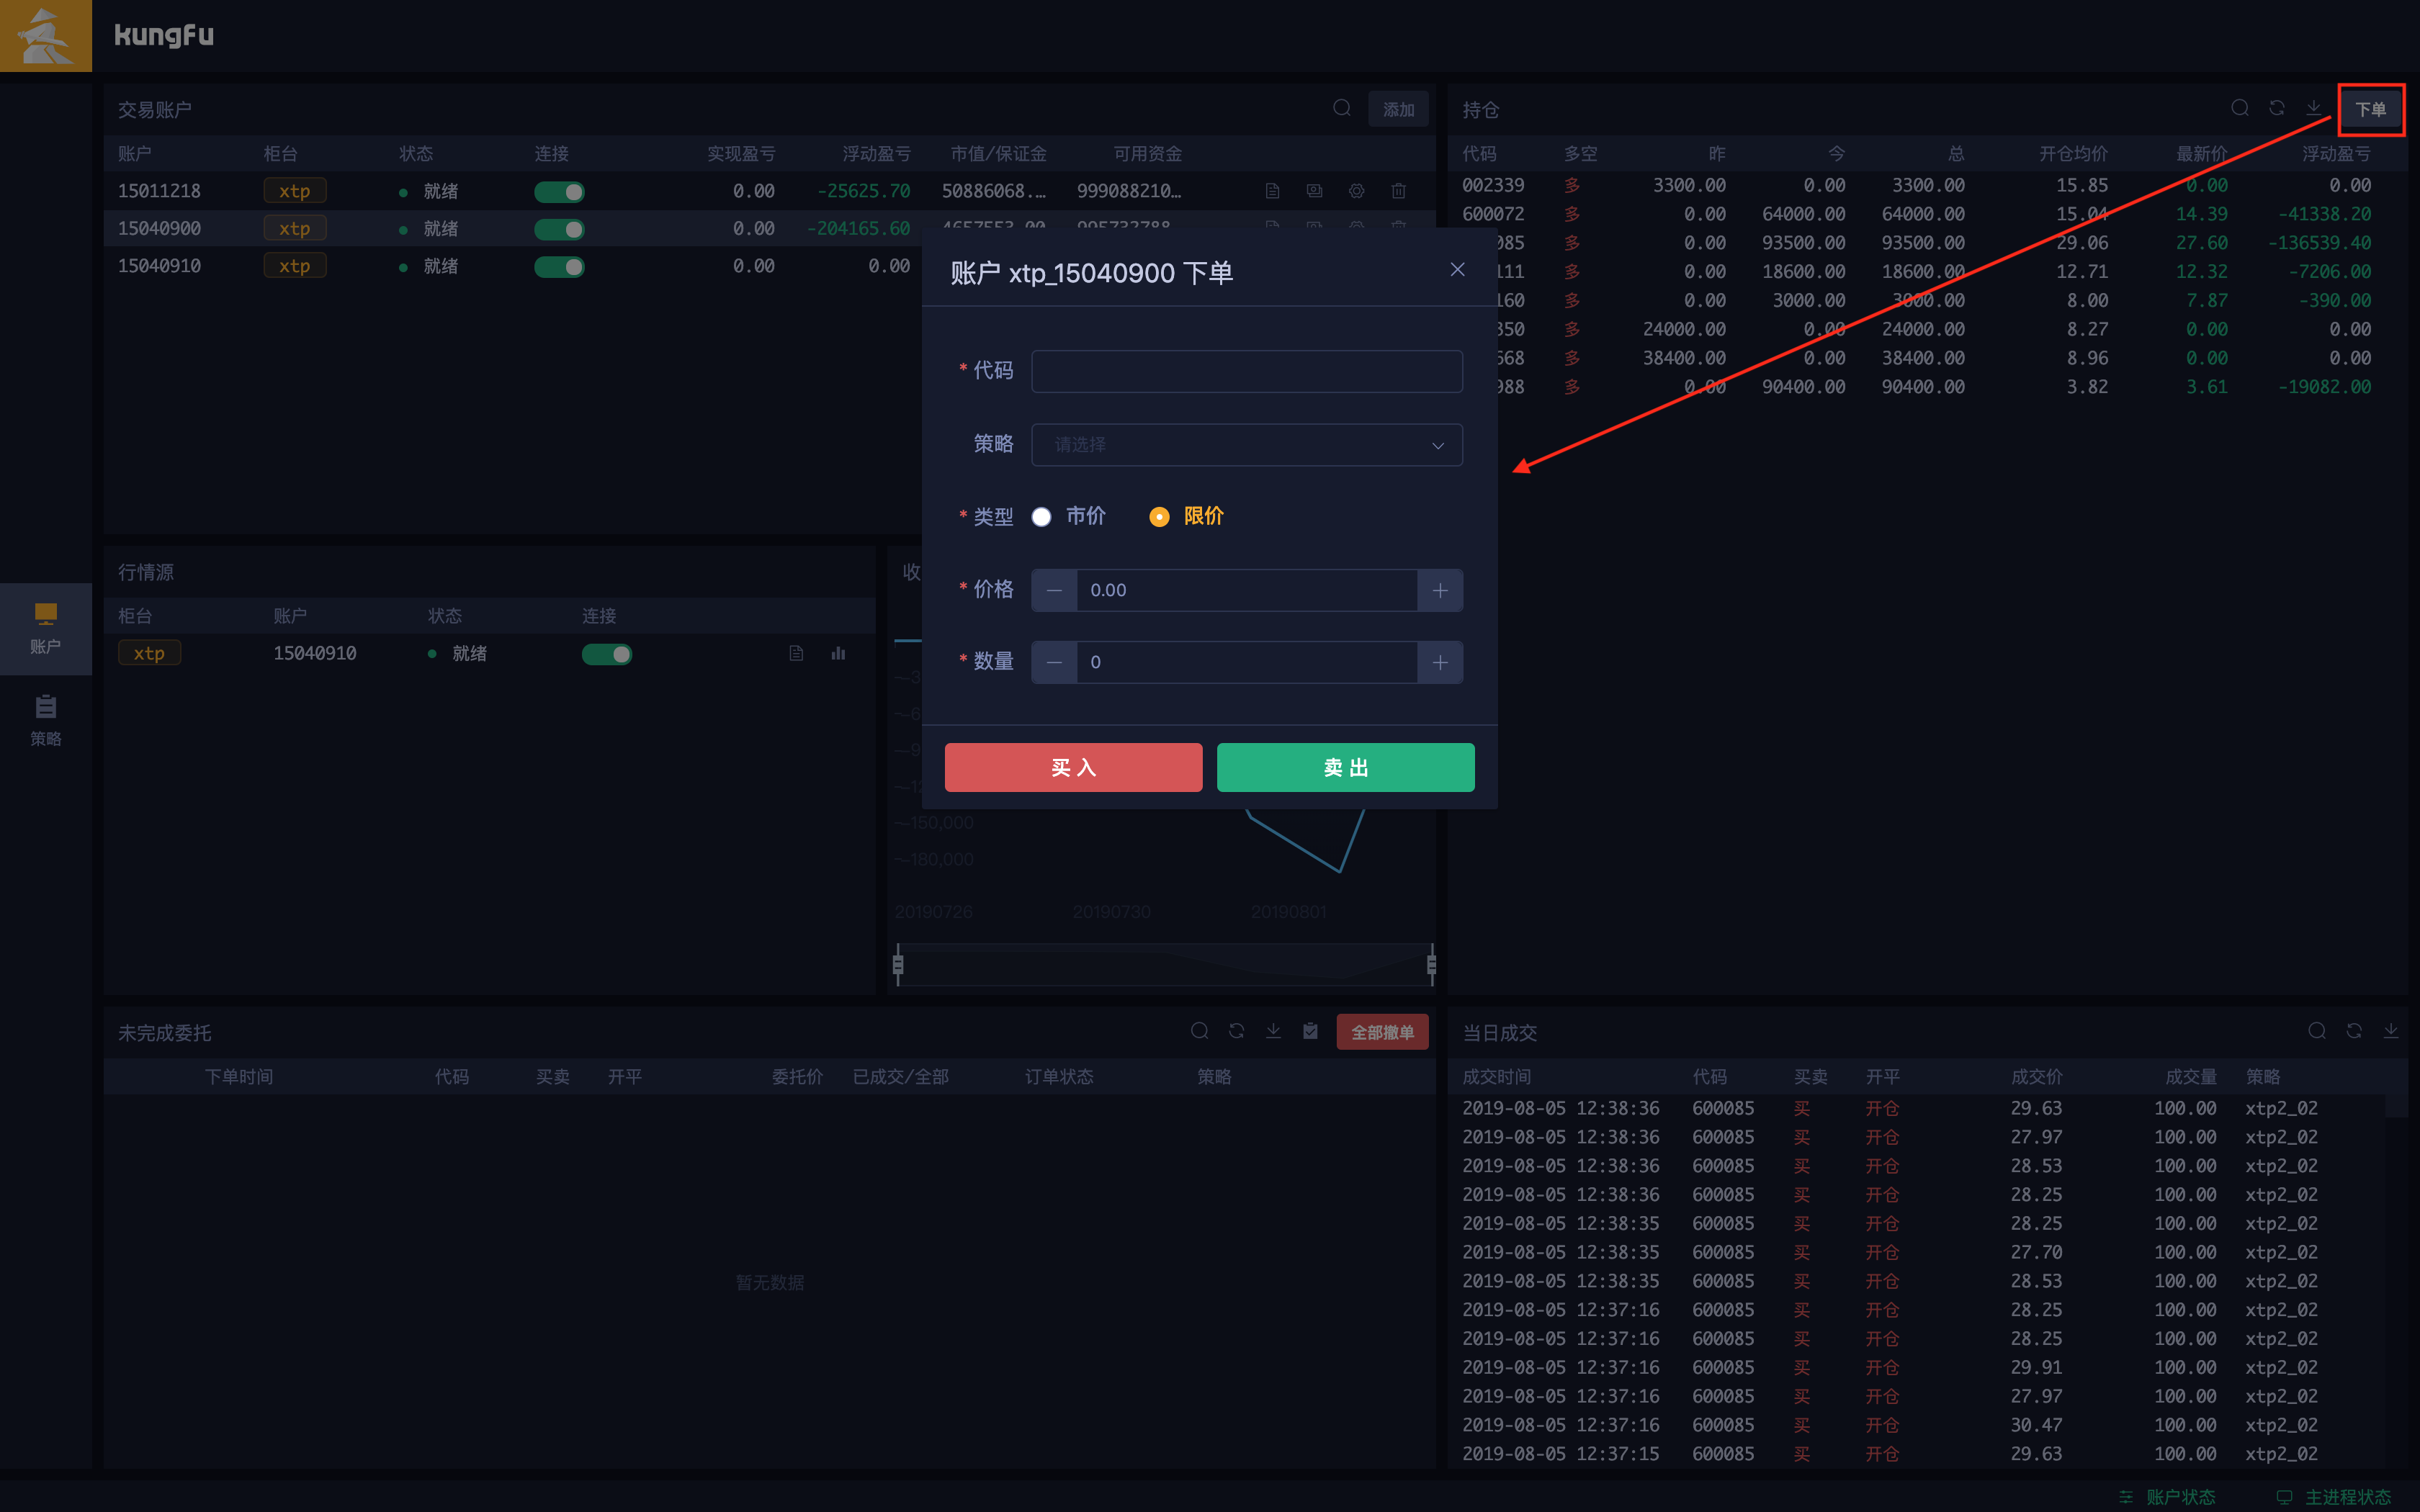 kungfu
交易账户
添加
账户 柜台 状态 连接 实现盈亏 浮动盈亏 市值/保证金 可用资金
15011218 xtp 就绪 0.00 -25625.70 50886068.… 999088210…
15040900 xtp 就绪 0.00 -204165.60
15040910 xtp 就绪 0.00 0.00
持仓
下单
代码 多空 昨 今 总 开仓均价 最新价 浮动盈亏
002339 多 3300.00 0.00 3300.00 15.85 0.00 0.00
600072 多 0.00 64000.00 64000.00 15.04 14.39 -41338.20
085 多 0.00 93500.00 93500.00 29.06 27.60 -136539.40
111 多 0.00 18600.00 18600.00 12.71 12.32 -7206.00
160 多 0.00 3000.00 3000.00 8.00 7.87 -390.00
350 多 24000.00 0.00 24000.00 8.27 0.00 0.00
668 多 38400.00 0.00 38400.00 8.96 0.00 0.00
988 多 0.00 90400.00 90400.00 3.82 3.61 -19082.00
账户 xtp_15040900 下单
* 代码
策略 请选择
* 类型 市价 限价
* 价格 0.00
* 数量 0
买 入 卖 出
账户
策略
行情源
柜台 账户 状态 连接
xtp 15040910 就绪
收
-150,000
-180,000
20190726 20190730 20190801
未完成委托
全部撤单
下单时间 代码 买卖 开平 委托价 已成交/全部 订单状态 策略
暂无数据
当日成交
成交时间 代码 买卖 开平 成交价 成交量 策略
2019-08-05 12:38:36 600085 买 开仓 29.63 100.00 xtp2_02
2019-08-05 12:38:36 600085 买 开仓 27.97 100.00 xtp2_02
2019-08-05 12:38:36 600085 买 开仓 28.53 100.00 xtp2_02
2019-08-05 12:38:36 600085 买 开仓 28.25 100.00 xtp2_02
2019-08-05 12:38:35 600085 买 开仓 28.25 100.00 xtp2_02
2019-08-05 12:38:35 600085 买 开仓 27.70 100.00 xtp2_02
2019-08-05 12:38:35 600085 买 开仓 28.53 100.00 xtp2_02
2019-08-05 12:37:16 600085 买 开仓 28.25 100.00 xtp2_02
2019-08-05 12:37:16 600085 买 开仓 28.25 100.00 xtp2_02
2019-08-05 12:37:16 600085 买 开仓 29.91 100.00 xtp2_02
2019-08-05 12:37:16 600085 买 开仓 27.97 100.00 xtp2_02
2019-08-05 12:37:16 600085 买 开仓 30.47 100.00 xtp2_02
2019-08-05 12:37:15 600085 买 开仓 29.63 100.00 xtp2_02
账户状态 主进程状态